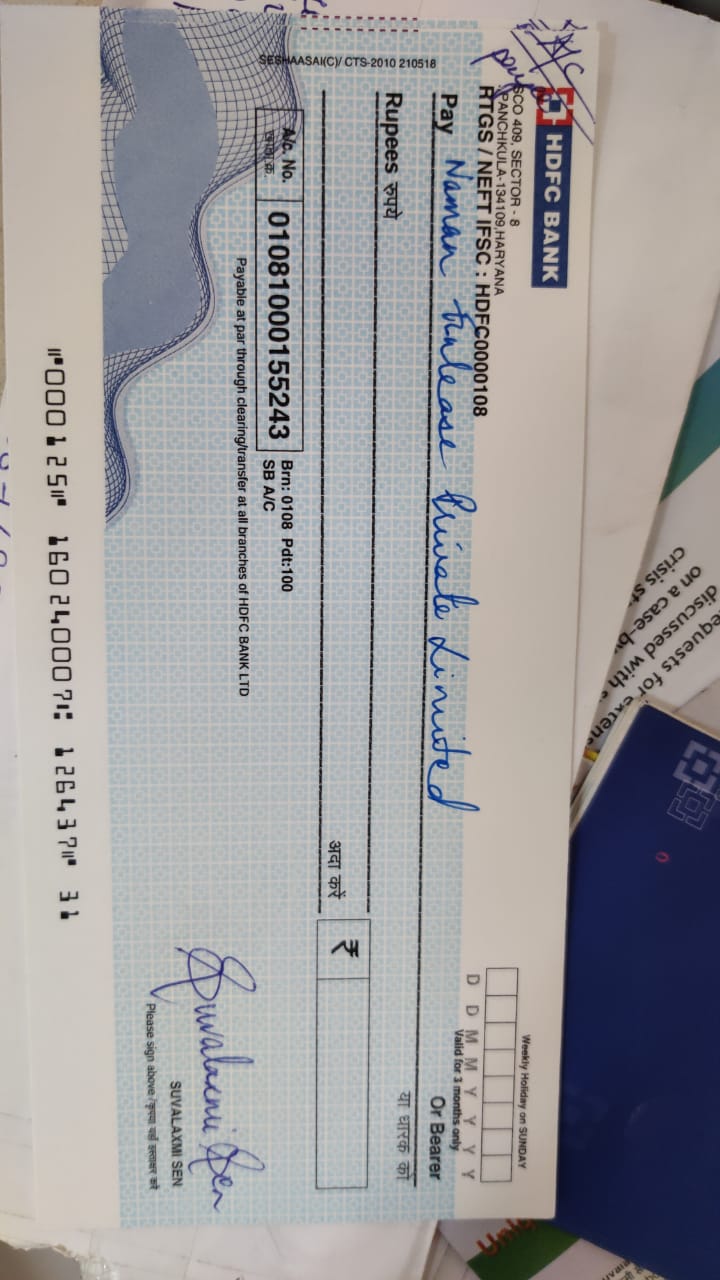 A/C payee
HDFC BANK
SCO 409, SECTOR - 8
PANCHKULA-134109,HARYANA
RTGS / NEFT IFSC : HDFC0000108
Weekly Holiday on SUNDAY
D D M M Y Y Y Y
Valid for 3 months only
Pay Naman Finlease Private Limited Or Bearer
या धारक को
Rupees रुपये
अदा करें ₹
A/c. No. 01081000155243 Brn: 0108 Pdt:100
SB A/C
Payable at par through clearing/transfer at all branches of HDFC BANK LTD
Suvalaxmi Sen
SUVALAXMI SEN
Please sign above / कृपया यहाँ हस्ताक्षर करें
SESHAASAI(C)/ CTS-2010 210518
⑈000125⑈ 160240007⑆ 126437⑈ 31
crisis
on a case-b
discussed with
equests for exten